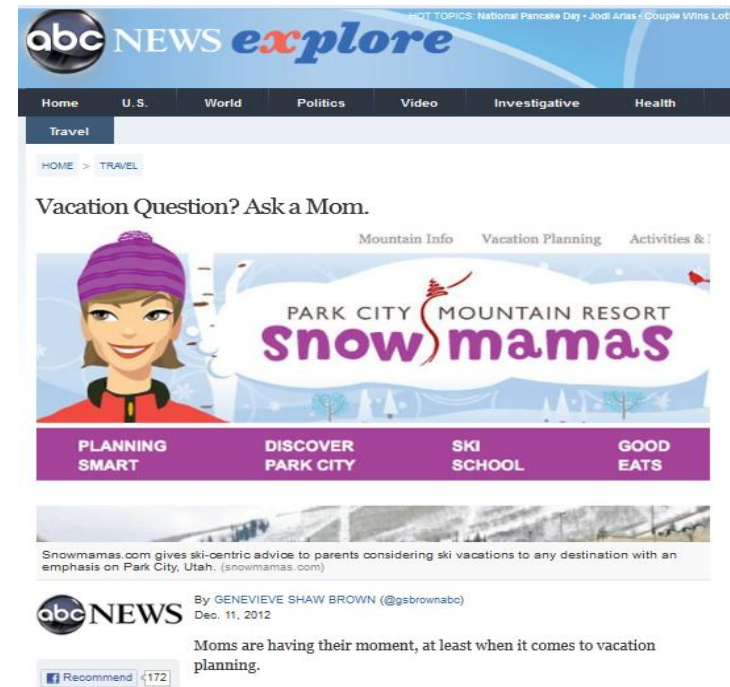 HOT TOPICS: National Pancake Day • Jodi Arias • Couple Wins Lot
abc NEWS explore
Home U.S. World Politics Video Investigative Health
Travel
HOME > TRAVEL
Vacation Question? Ask a Mom.
Mountain Info Vacation Planning Activities &
PARK CITY MOUNTAIN RESORT
snowmamas
PLANNING SMART
DISCOVER PARK CITY
SKI SCHOOL
GOOD EATS
Snowmamas.com gives ski-centric advice to parents considering ski vacations to any destination with an
emphasis on Park City, Utah. (snowmamas.com)
abc NEWS
By GENEVIEVE SHAW BROWN (@gsbrownabc)
Dec. 11, 2012
Moms are having their moment, at least when it comes to vacation
planning.
Recommend 172